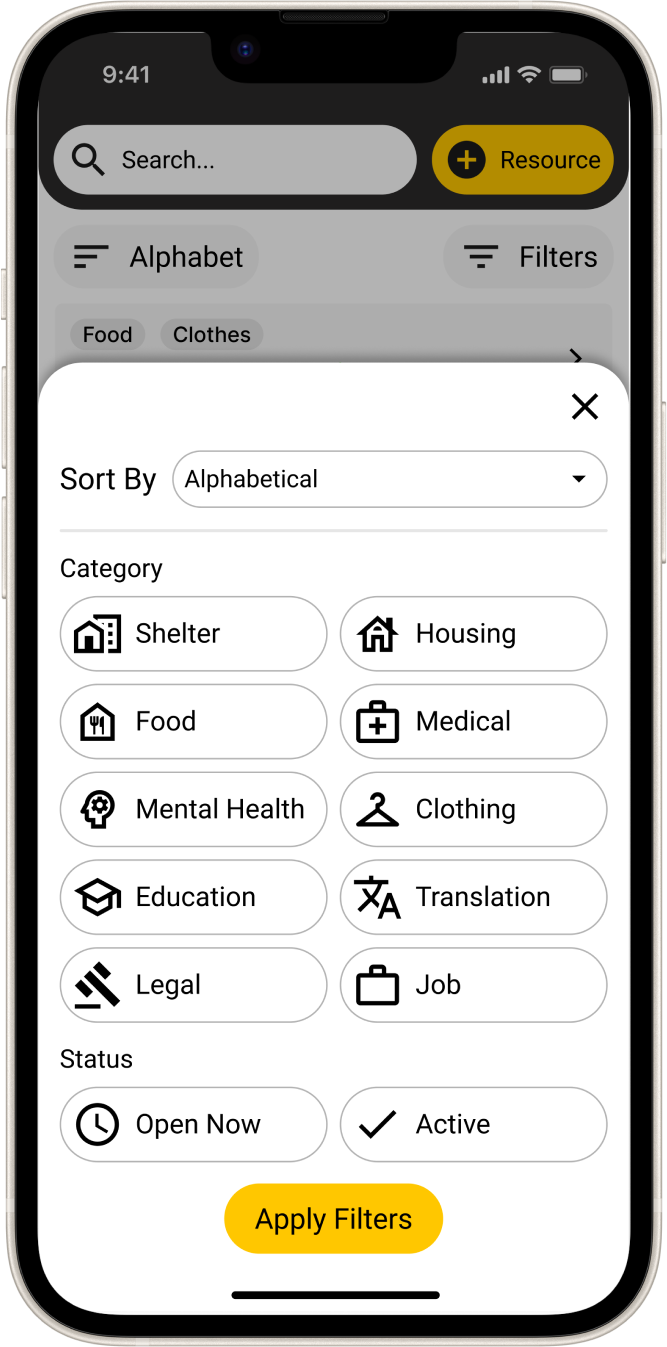 9:41
Search...
Resource
Alphabet
Filters
Food
Clothes
Sort By
Alphabetical
Category
Shelter
Housing
Food
Medical
Mental Health
Clothing
Education
Translation
Legal
Job
Status
Open Now
Active
Apply Filters